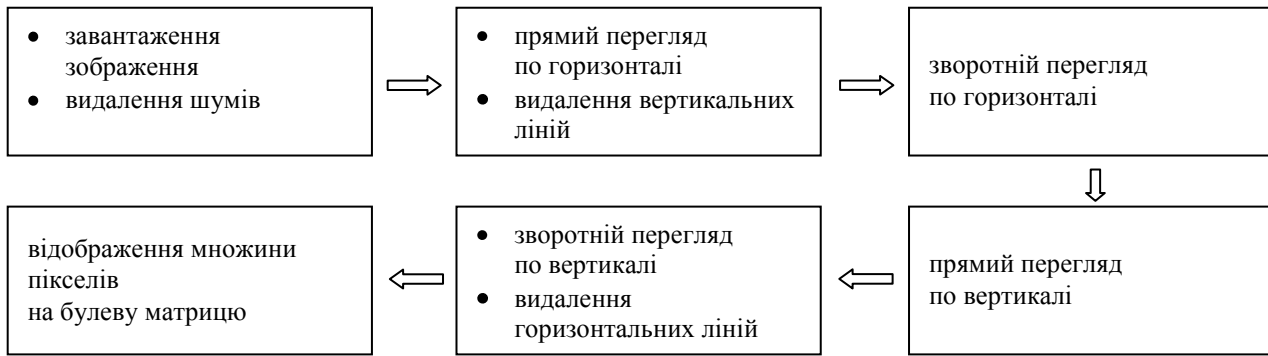 • завантаження
зображення
• видалення шумів
• прямий перегляд
по горизонталі
• видалення вертикальних
ліній
зворотній перегляд
по горизонталі
прямий перегляд
по вертикалі
• зворотній перегляд
по вертикалі
• видалення
горизонтальних ліній
відображення множини
пікселів
на булеву матрицю